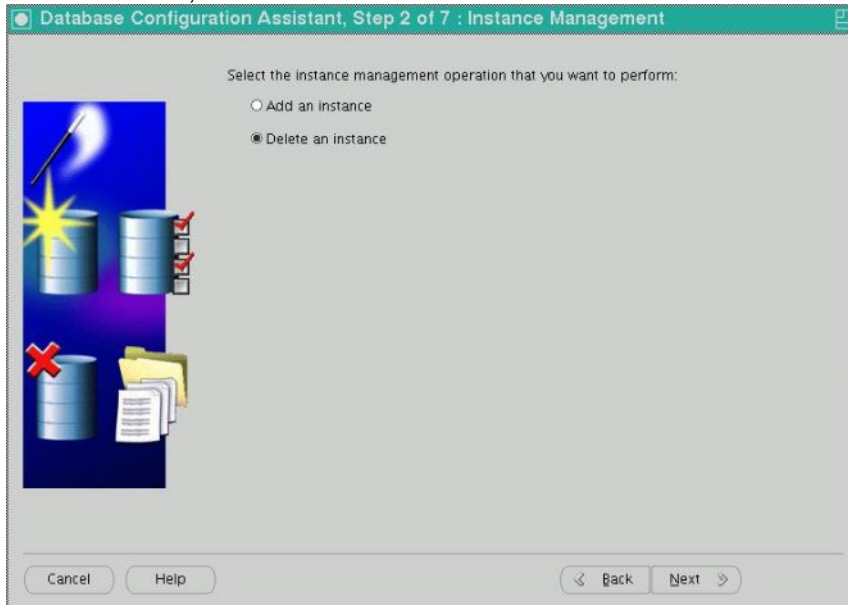 Database Configuration Assistant, Step 2 of 7 : Instance Management
Select the instance management operation that you want to perform:
Add an instance
Delete an instance
Cancel
Help
Back
Next